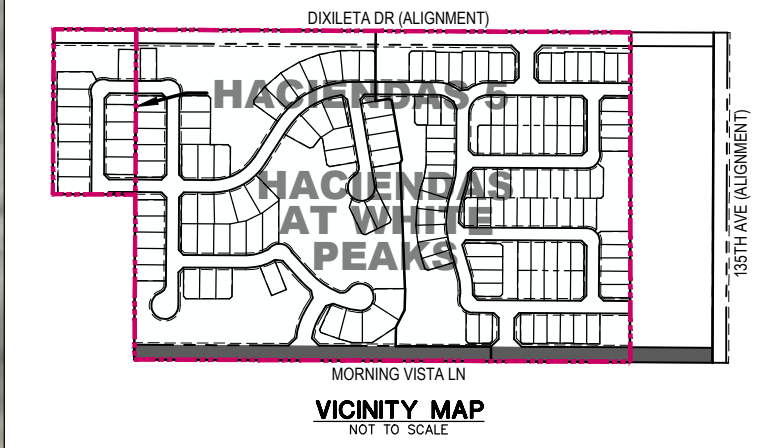 DIXILETA DR (ALIGNMENT)
HACIENDAS 5
HACIENDAS
AT WHITE
PEAKS
135TH AVE (ALIGNMENT)
MORNING VISTA LN
VICINITY MAP
NOT TO SCALE